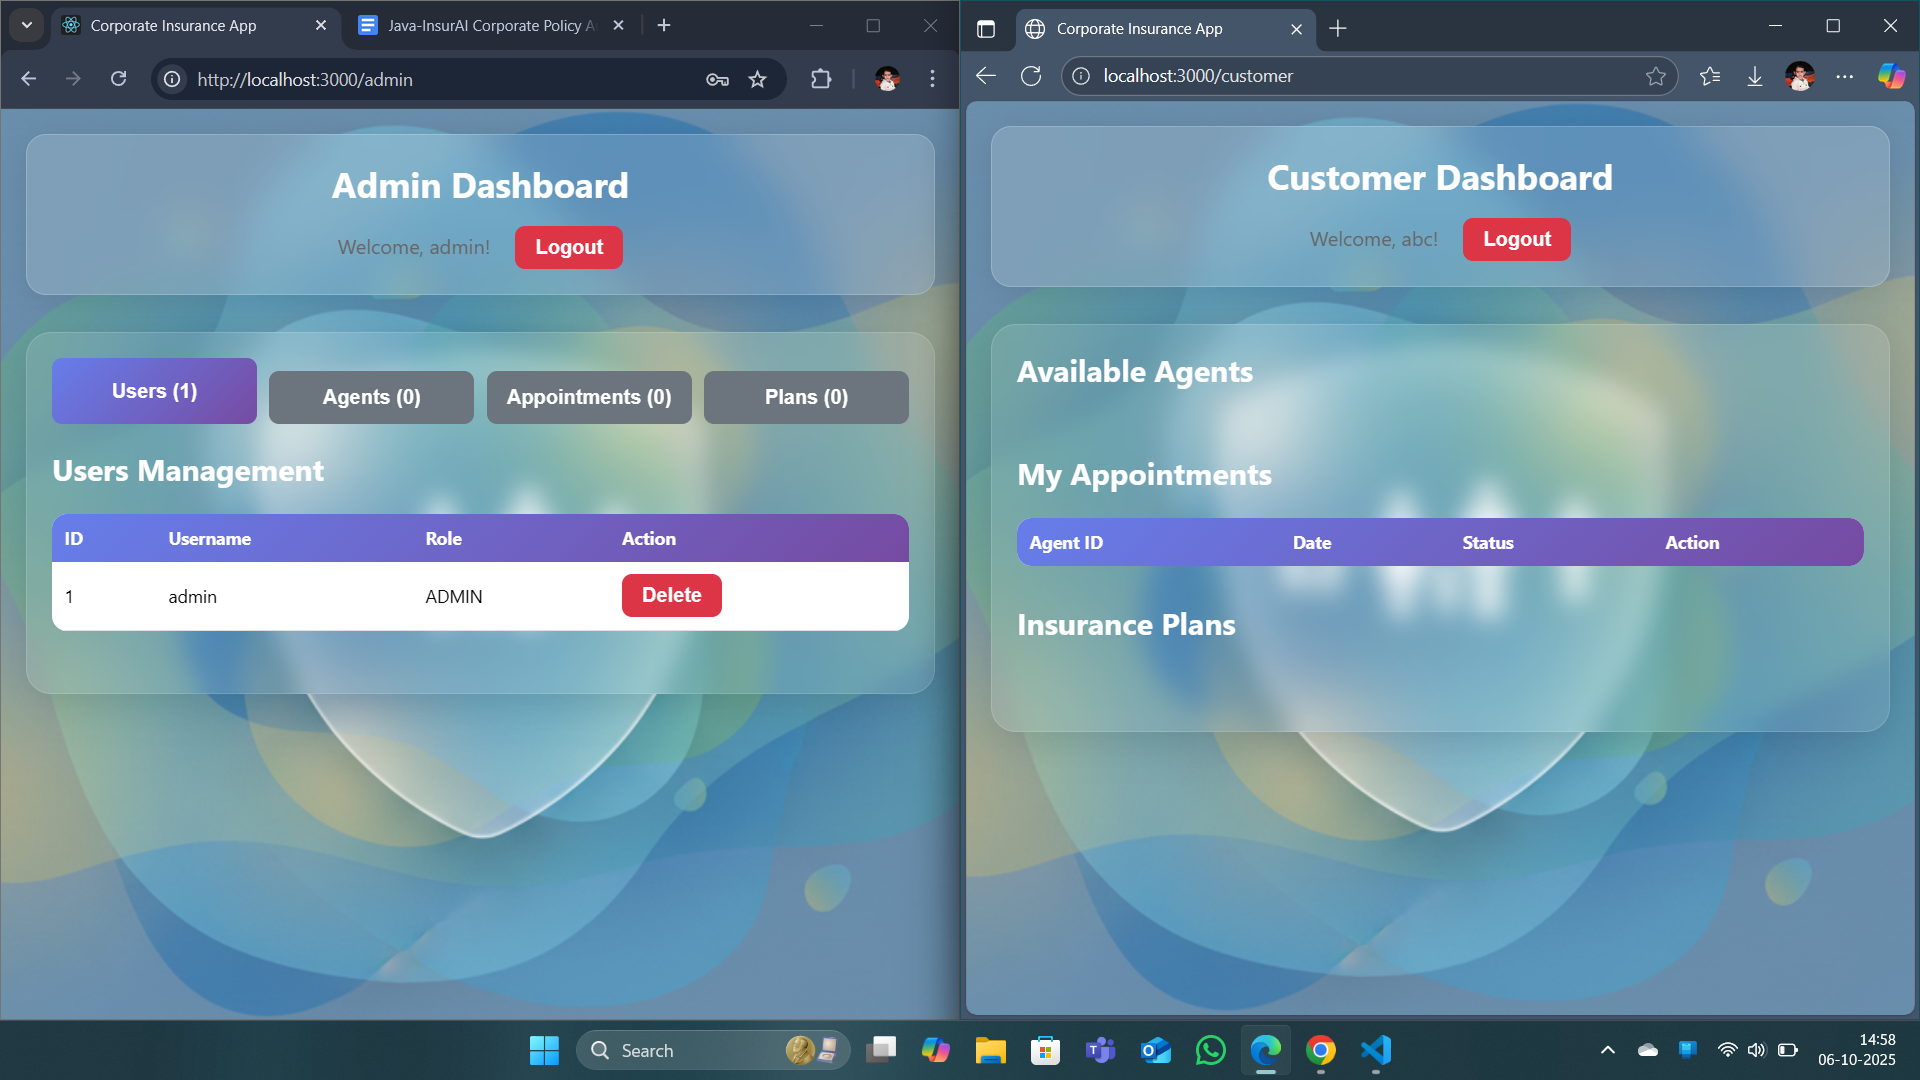 Corporate Insurance App
Java-InsurAI Corporate Policy A
http://localhost:3000/admin
Admin Dashboard
Welcome, admin!
Logout
Users (1)
Agents (0)
Appointments (0)
Plans (0)
Users Management
ID Username Role Action
1 admin ADMIN Delete
Corporate Insurance App
localhost:3000/customer
Customer Dashboard
Welcome, abc!
Logout
Available Agents
My Appointments
Agent ID Date Status Action
Insurance Plans
Search
14:58
06-10-2025